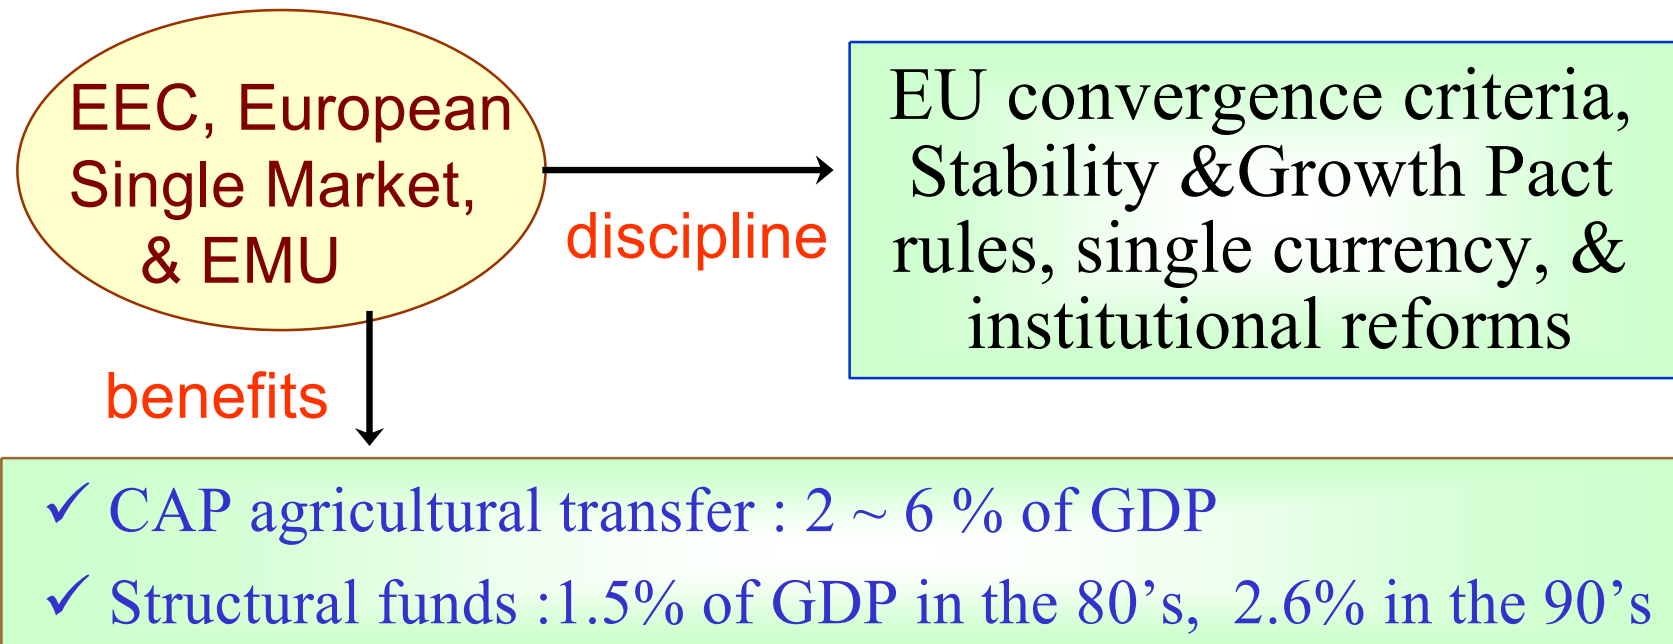 EEC, European
Single Market,
& EMU
discipline
EU convergence criteria,
Stability &Growth Pact
rules, single currency, &
institutional reforms
benefits
✓ CAP agricultural transfer : 2 ~ 6 % of GDP
✓ Structural funds :1.5% of GDP in the 80’s, 2.6% in the 90’s